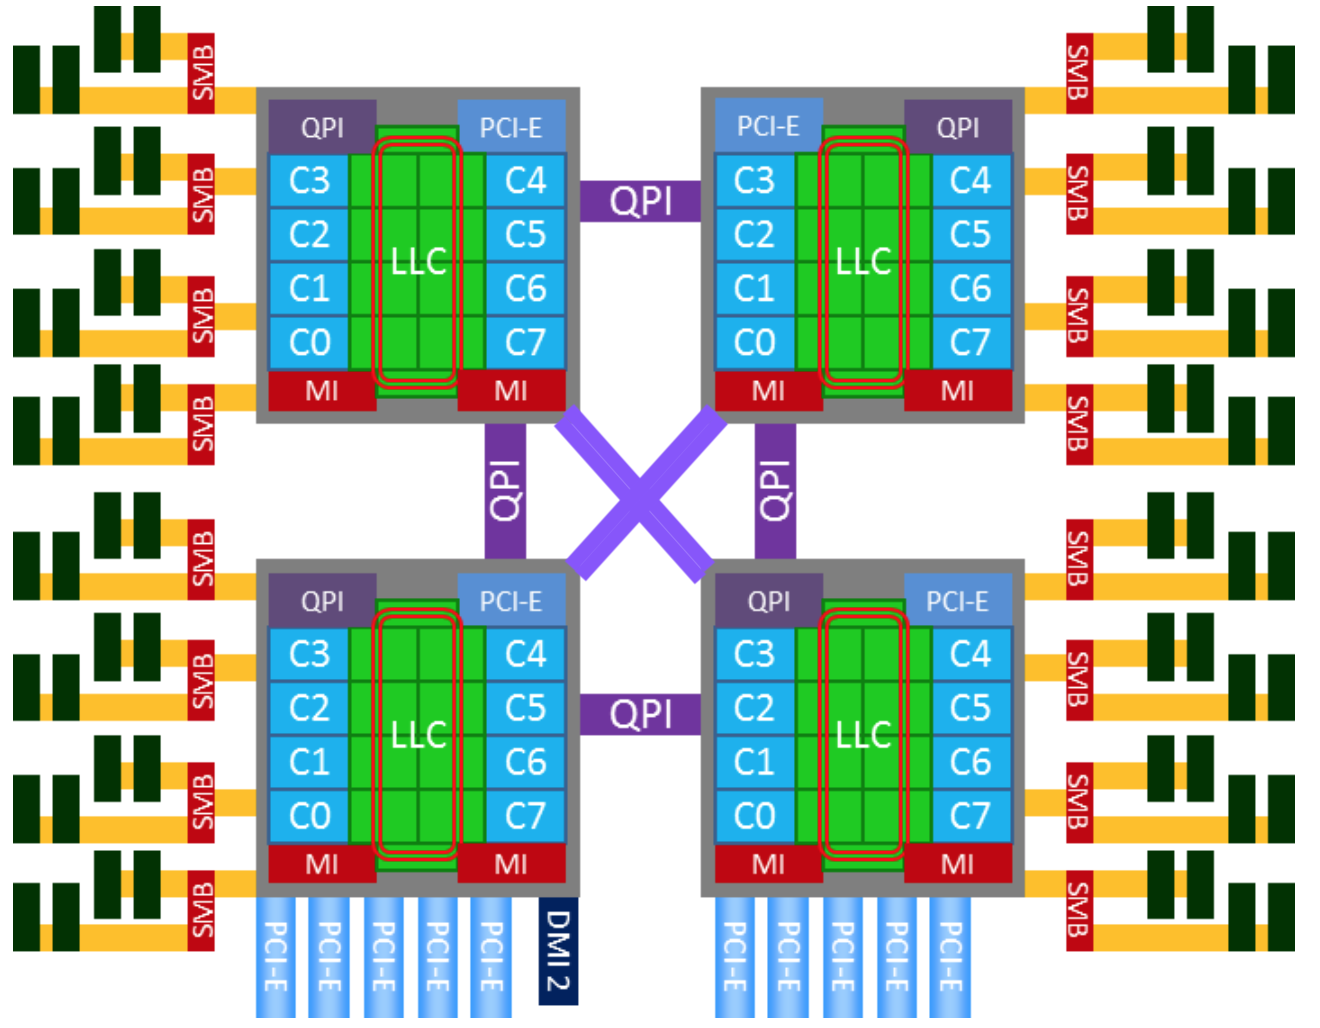 SMB
SMB
QPI
PCI-E
PCI-E
QPI
SMB
C3
C4
QPI
C3
C4
SMB
C2
LLC
C5
C2
LLC
C5
SMB
C1
C6
C1
C6
SMB
C0
C7
C0
C7
SMB
MI
MI
MI
MI
SMB
QPI
QPI
SMB
SMB
QPI
PCI-E
QPI
PCI-E
SMB
C3
C4
C3
C4
SMB
C2
LLC
C5
QPI
C2
LLC
C5
SMB
C1
C6
C1
C6
SMB
C0
C7
C0
C7
SMB
MI
MI
MI
MI
SMB
PCI-E
PCI-E
PCI-E
PCI-E
PCI-E
DMI 2
PCI-E
PCI-E
PCI-E
PCI-E
PCI-E
SMB